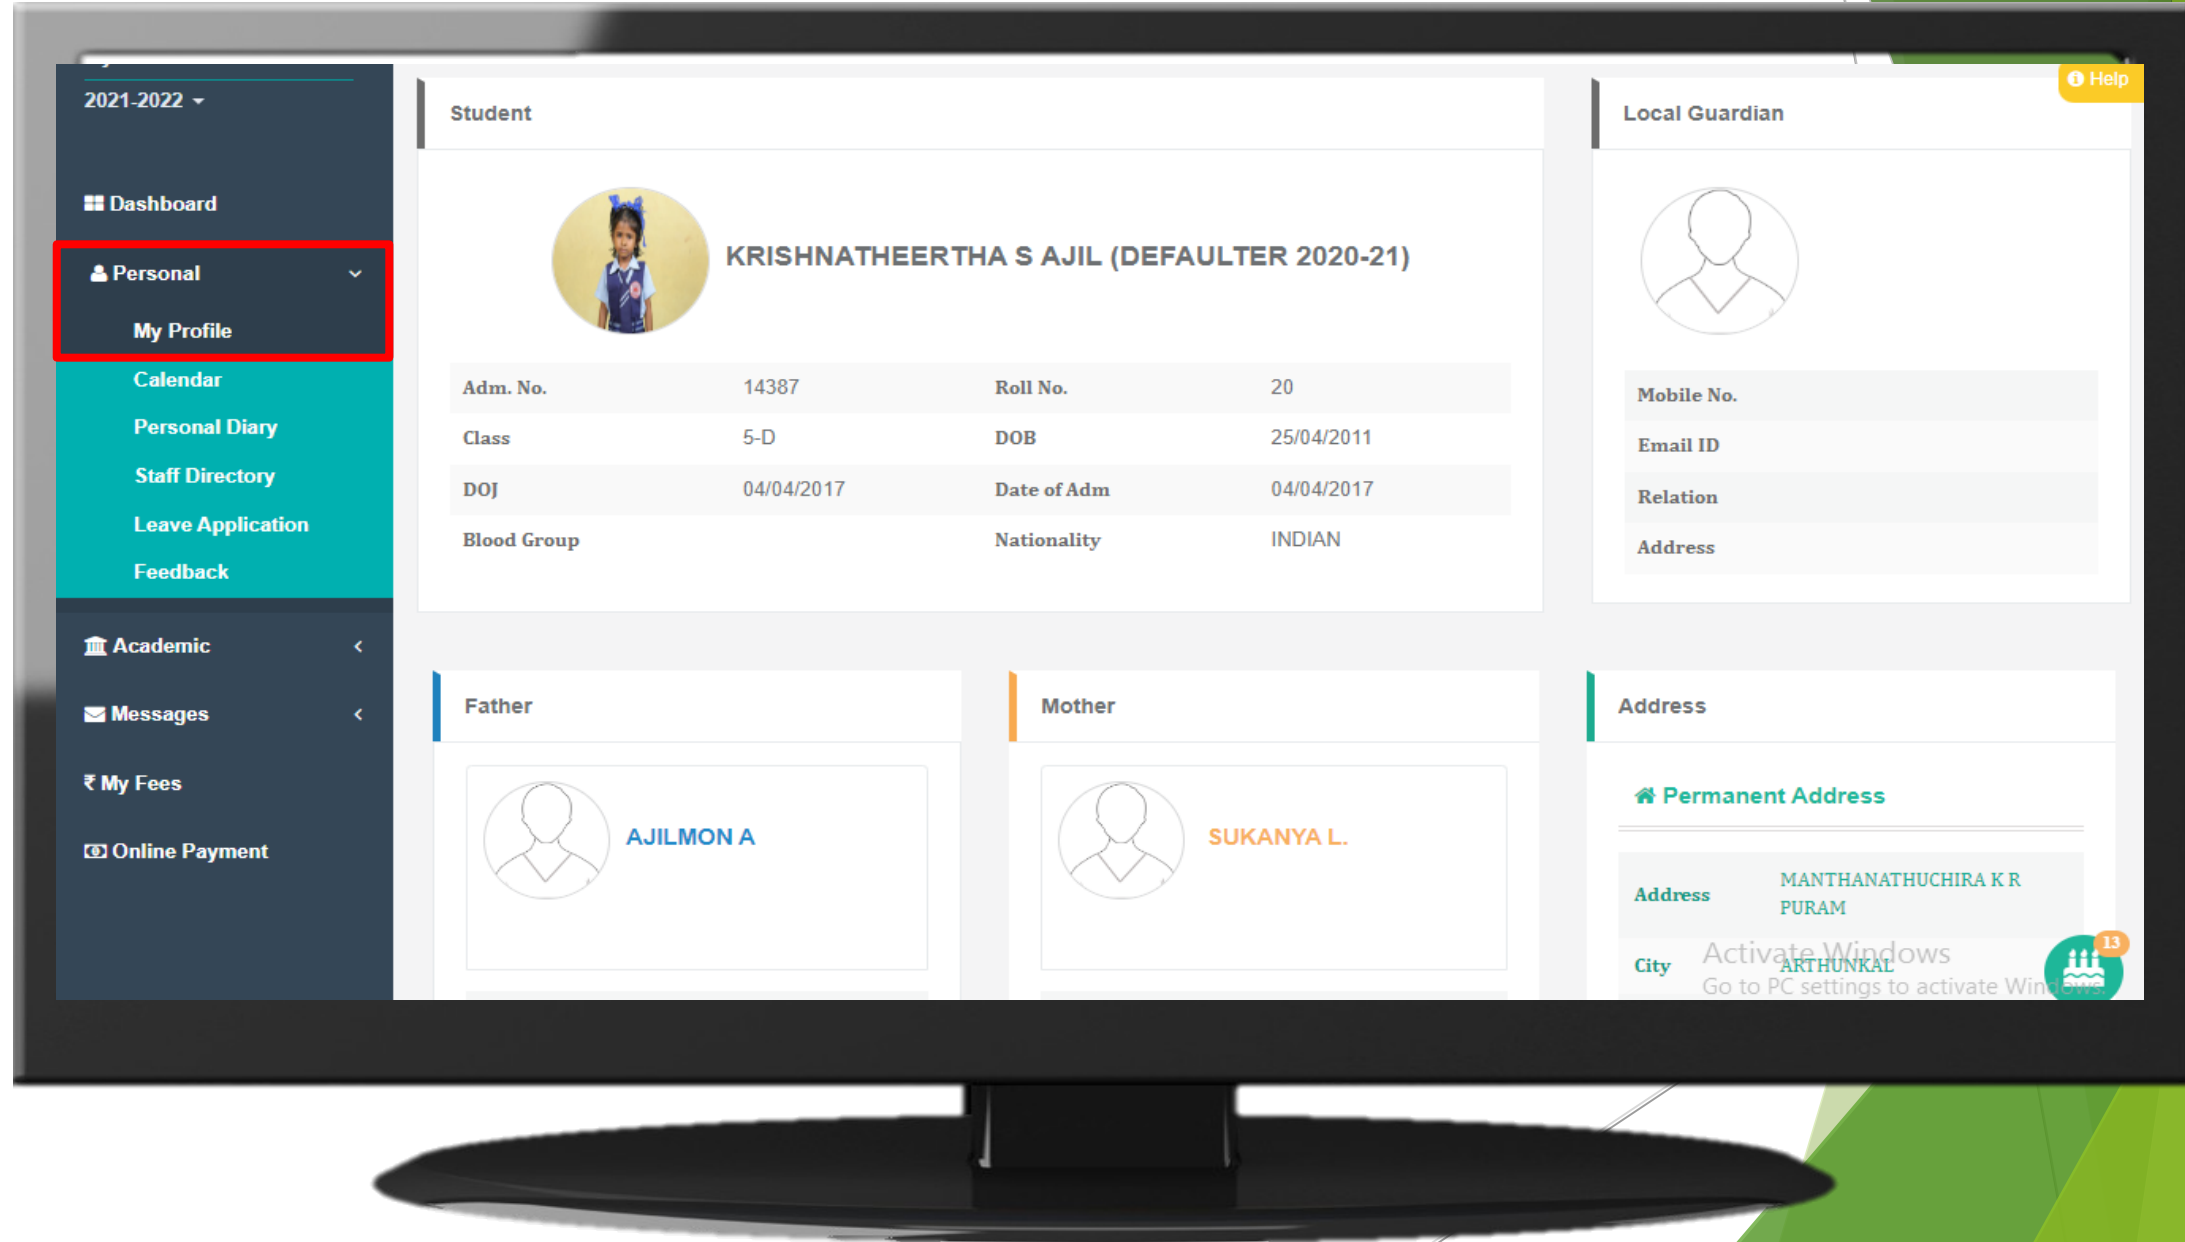 2021-2022
Dashboard
Personal
My Profile
Calendar
Personal Diary
Staff Directory
Leave Application
Feedback
Academic
Messages
₹ My Fees
Online Payment
Help
Student
KRISHNATHEERTHA S AJIL (DEFAULTER 2020-21)
Adm. No. 14387 Roll No. 20
Class 5-D DOB 25/04/2011
DOJ 04/04/2017 Date of Adm 04/04/2017
Blood Group Nationality INDIAN
Local Guardian
Mobile No.
Email ID
Relation
Address
Father
AJILMON A
Mother
SUKANYA L.
Address
Permanent Address
Address MANTHANATHUCHIRA K R
PURAM
City ARTHUNKAL
13
Activate Windows
Go to PC settings to activate Windows.